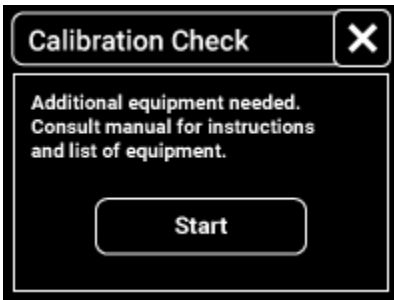 Calibration Check
Additional equipment needed.
Consult manual for instructions
and list of equipment.
Start